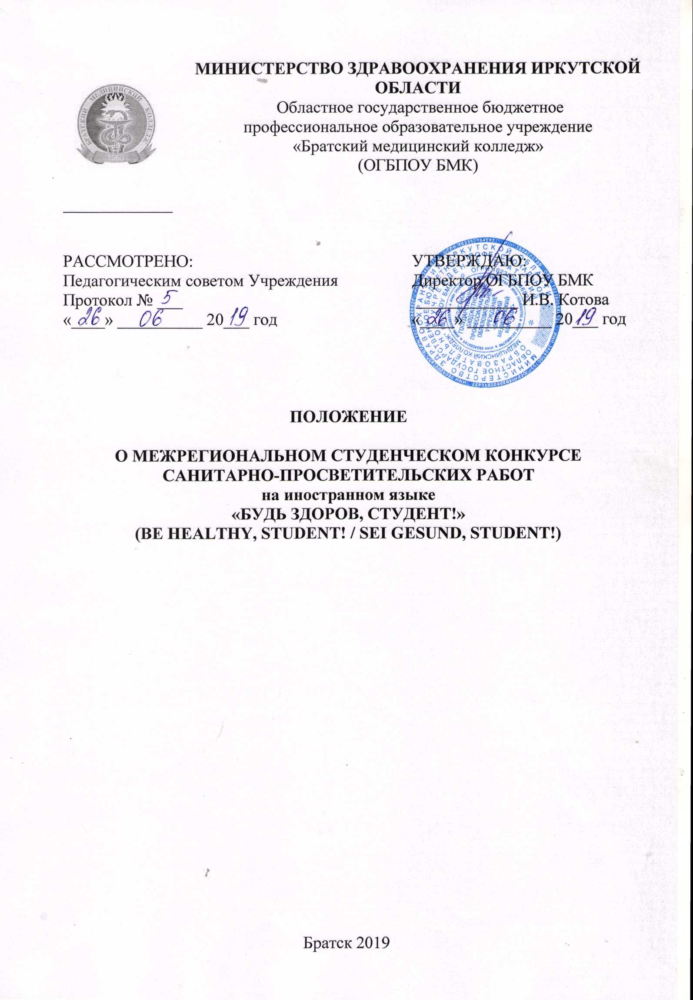 МИНИСТЕРСТВО ЗДРАВООХРАНЕНИЯ ИРКУТСКОЙ
ОБЛАСТИ
Областное государственное бюджетное
профессиональное образовательное учреждение
«Братский медицинский колледж»
(ОГБПОУ БМК)
БРАТСКИЙ МЕДИЦИНСКИЙ КОЛЛЕДЖ
РАССМОТРЕНО:
Педагогическим советом Учреждения
Протокол № 5
«26» 06 2019 год
УТВЕРЖДАЮ:
Директор ОГБПОУ БМК
И.В. Котова
«26» 06 2019 год
ПОЛОЖЕНИЕ
О МЕЖРЕГИОНАЛЬНОМ СТУДЕНЧЕСКОМ КОНКУРСЕ
САНИТАРНО-ПРОСВЕТИТЕЛЬСКИХ РАБОТ
на иностранном языке
«БУДЬ ЗДОРОВ, СТУДЕНТ!»
(BE HEALTHY, STUDENT! / SEI GESUND, STUDENT!)
Братск 2019